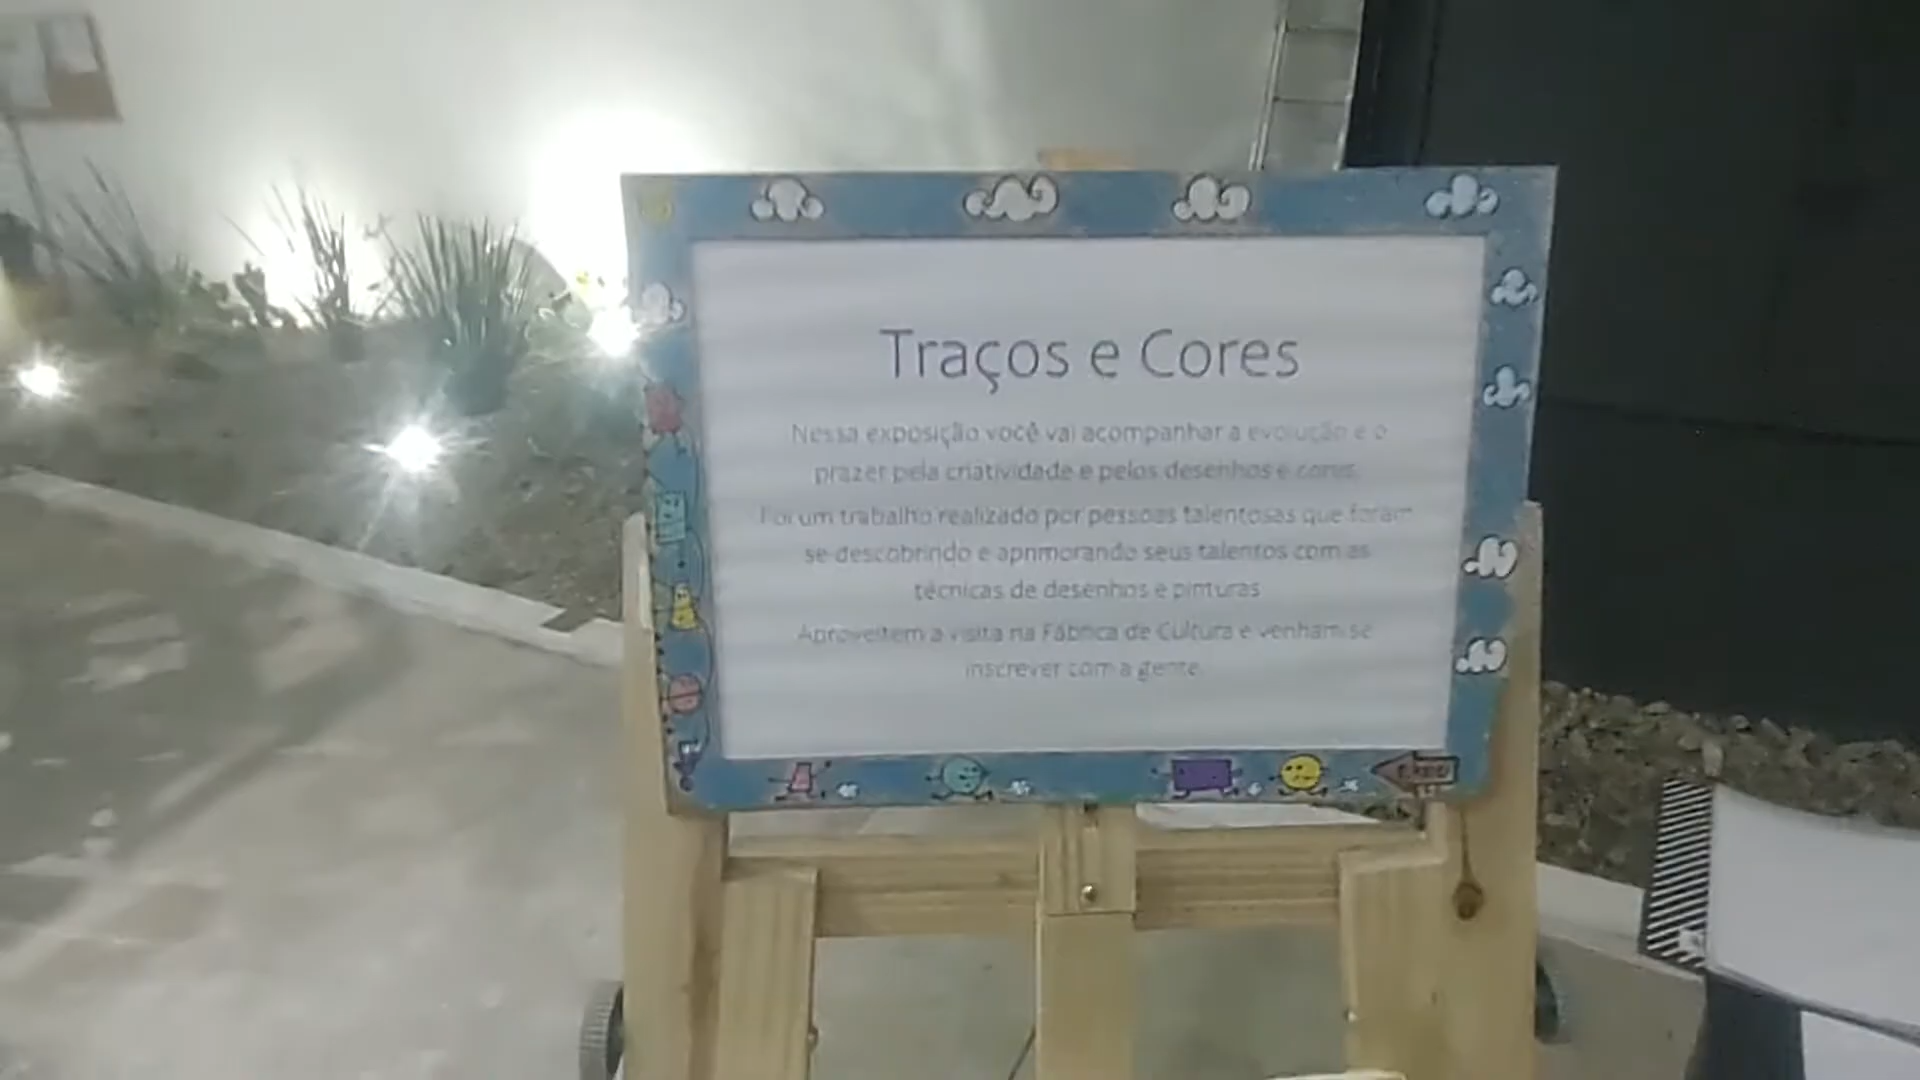 Traços e Cores
Nessa exposição você vai acompanhar a evolução e o
prazer pela criatividade e pelos desenhos e cores.
Foi um trabalho realizado por pessoas talentosas que foram
se descobrindo e aprimorando seus talentos com as
técnicas de desenhos e pinturas
Aproveitem a visita na Fábrica de Cultura e venham se
inscrever com a gente.